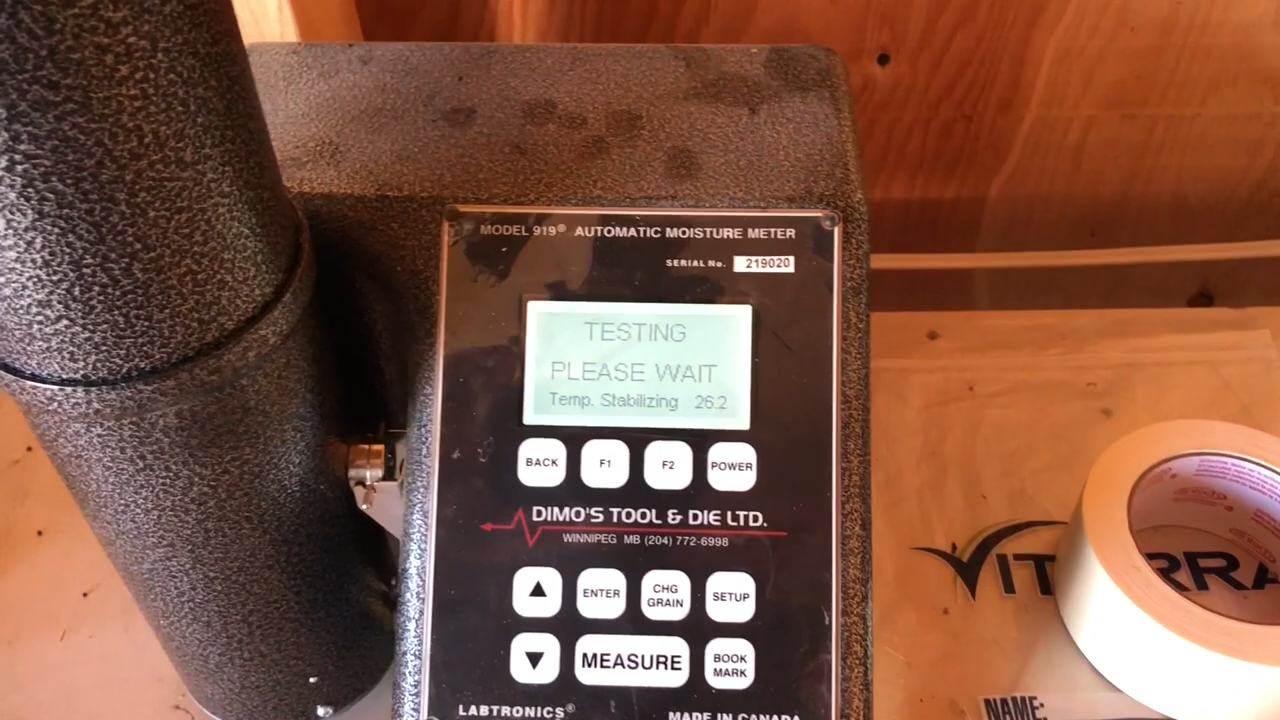 MODEL 919® AUTOMATIC MOISTURE METER
SERIAL No. 219020
TESTING
PLEASE WAIT
Temp. Stabilizing 26.2
BACK F1 F2 POWER
DIMO'S TOOL & DIE LTD.
WINNIPEG MB (204) 772-6998
▲ ENTER CHG GRAIN SETUP
▼ MEASURE BOOK MARK
LABTRONICS® MADE IN CANADA
NAME: